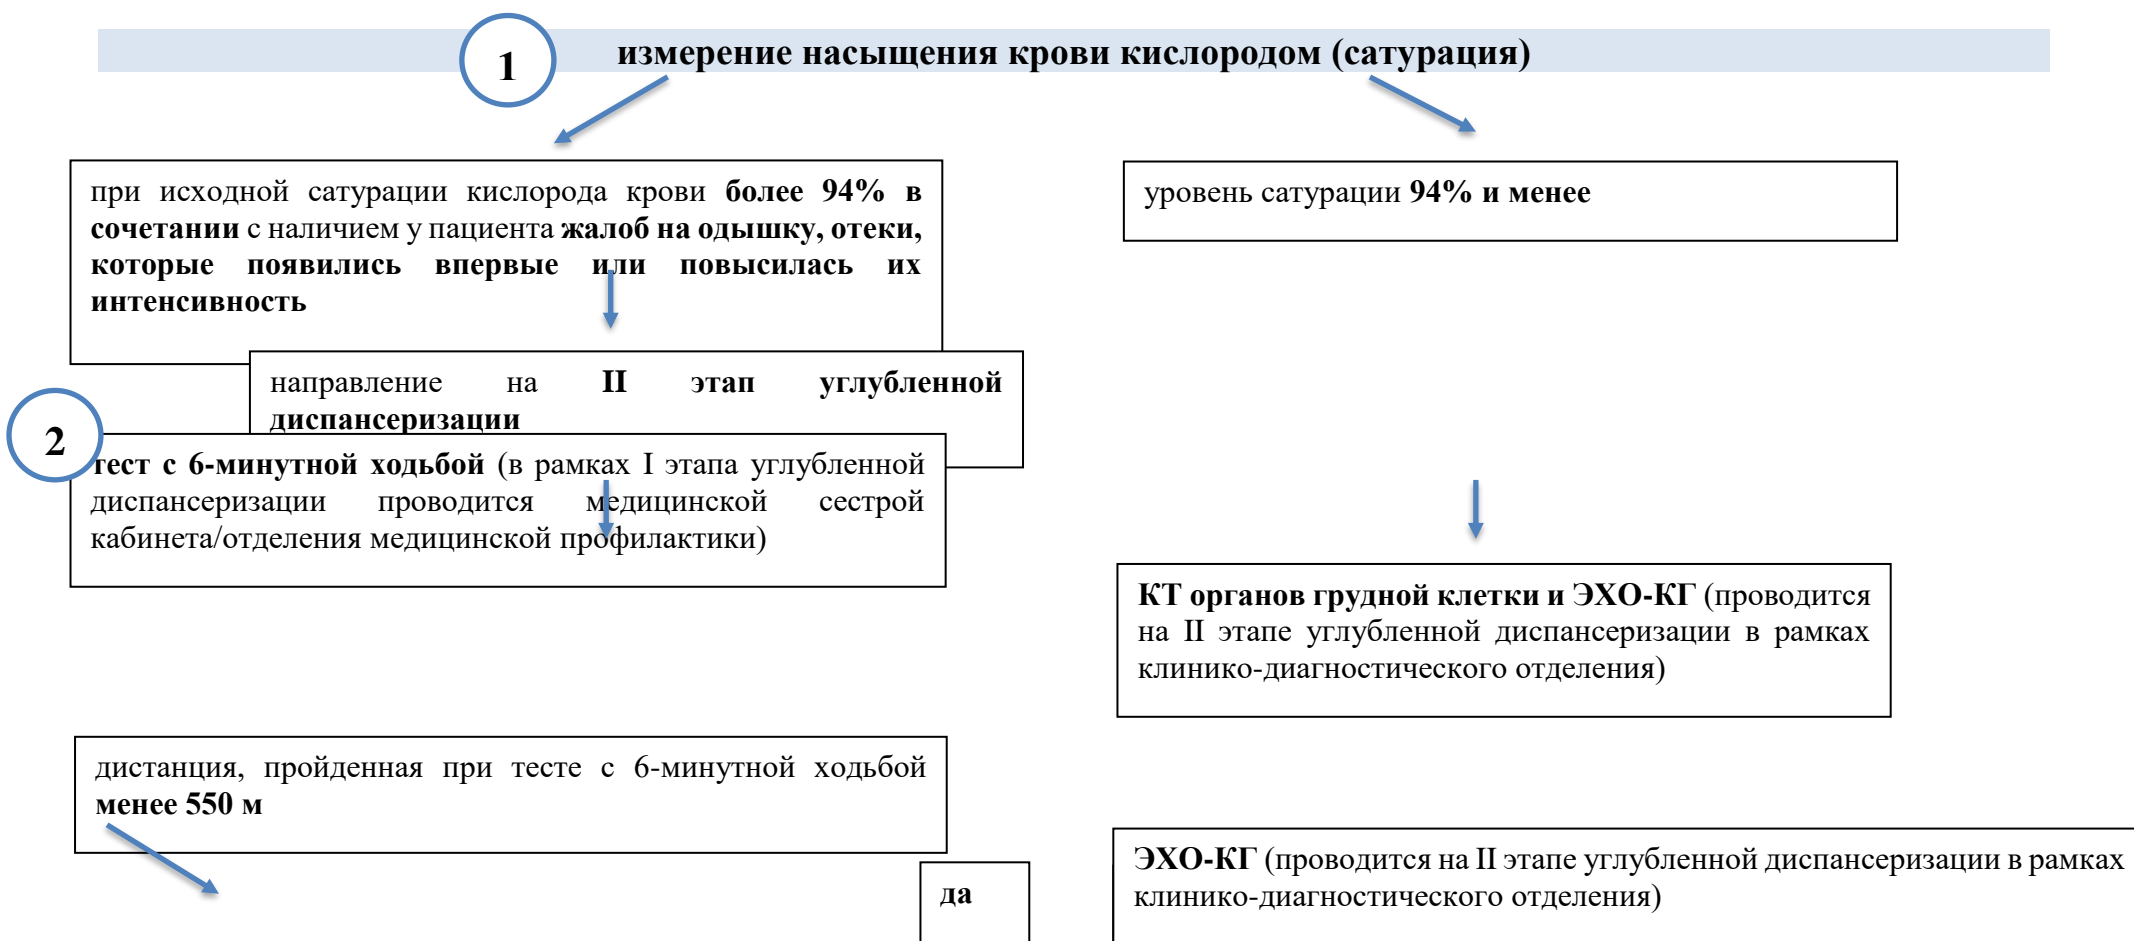 1
измерение насыщения крови кислородом (сатурация)
при исходной сатурации кислорода крови более 94% в
сочетании с наличием у пациента жалоб на одышку, отеки,
которые появились впервые или повысилась их
интенсивность
уровень сатурации 94% и менее
направление на II этап углубленной
диспансеризации
2
тест с 6-минутной ходьбой (в рамках I этапа углубленной
диспансеризации проводится медицинской сестрой
кабинета/отделения медицинской профилактики)
КТ органов грудной клетки и ЭХО-КГ (проводится
на II этапе углубленной диспансеризации в рамках
клинико-диагностического отделения)
дистанция, пройденная при тесте с 6-минутной ходьбой
менее 550 м
да
ЭХО-КГ (проводится на II этапе углубленной диспансеризации в рамках
клинико-диагностического отделения)